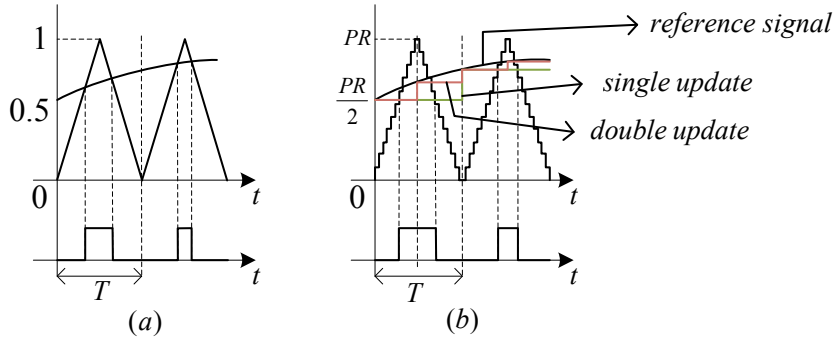 1
0.5
0
t
t
T
(a)
PR
PR
2
0
t
t
T
(b)
reference signal
single update
double update